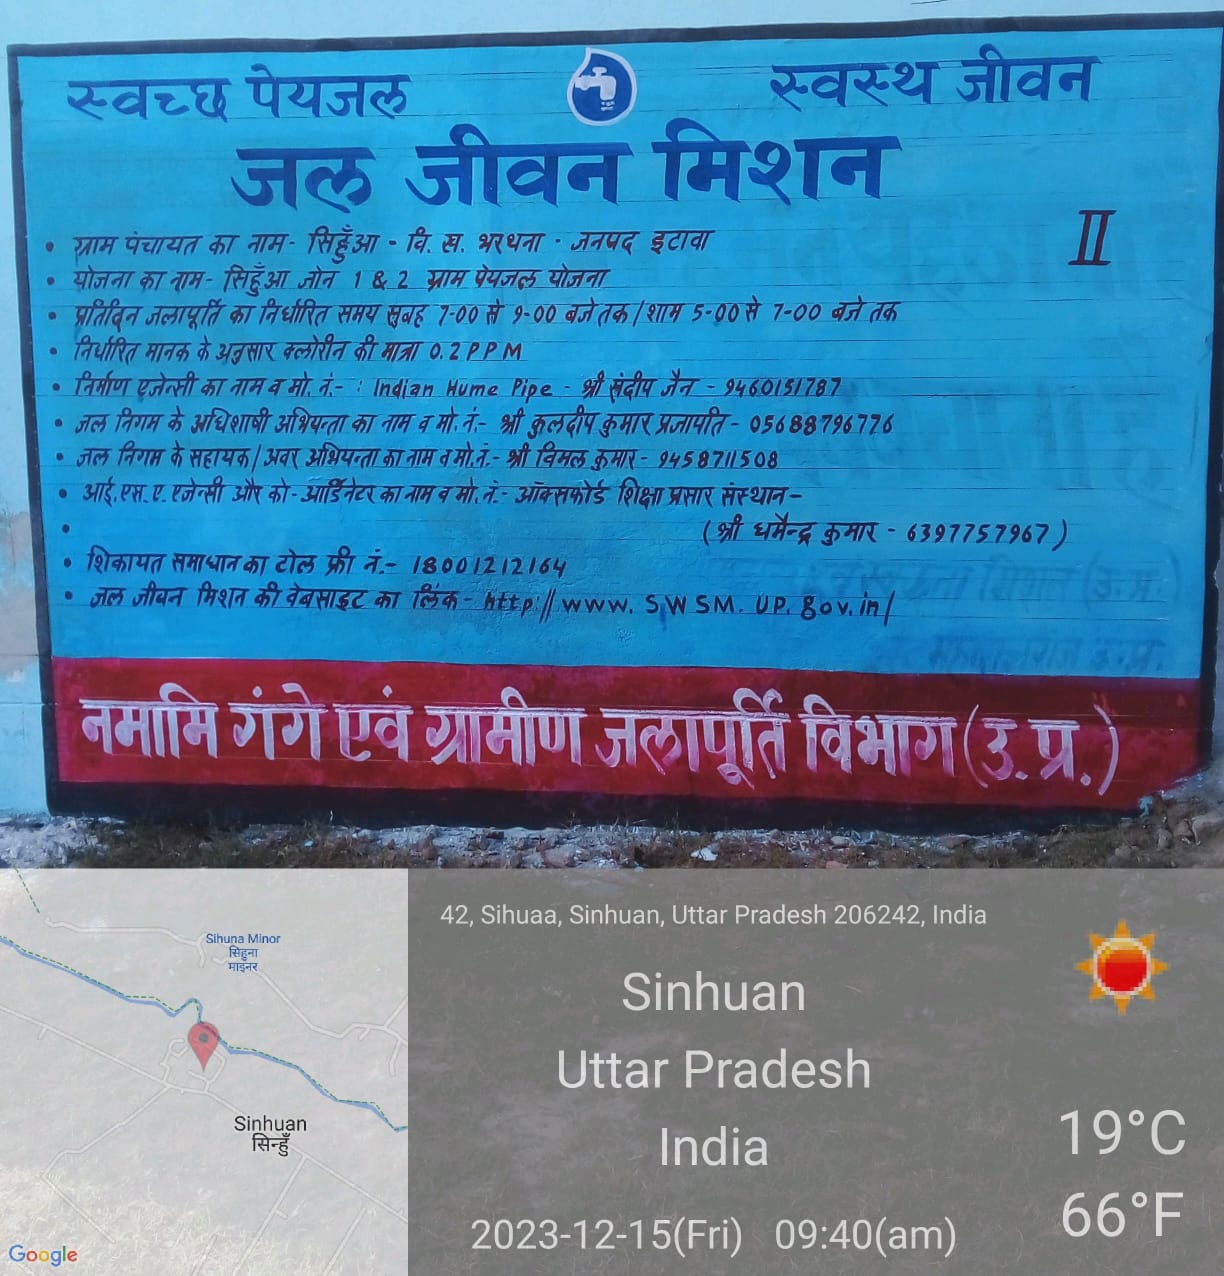 स्वच्छ पेयजल
स्वस्थ जीवन
जल जीवन मिशन
II
• ग्राम पंचायत का नाम- सिहुँआ - वि. ख. भरथना - जनपद इटावा
• योजना का नाम- सिहुँआ जोन 1 & 2 ग्राम पेयजल योजना
• प्रतिदिन जलापूर्ति का निर्धारित समय सुबह 7-00 से 9-00 बजे तक / शाम 5-00 से 7-00 बजे तक
• निर्धारित मानक के अनुसार क्लोरीन की मात्रा 0.2 PPM
• निर्माण एजेन्सी का नाम व मो. नं.- : Indian Hume Pipe - श्री संदीप जैन - 9460151787
• जल निगम के अधिशाषी अभियन्ता का नाम व मो. नं.- श्री कुलदीप कुमार प्रजापति - 05688796776
• जल निगम के सहायक / अवर अभियन्ता का नाम व मो. नं.- श्री विमल कुमार - 9458711508
• आई. एस. ए. एजेन्सी और को-आर्डिनेटर का नाम व मो. नं.- ऑक्सफोर्ड शिक्षा प्रसार संस्थान -
• (श्री धर्मेन्द्र कुमार - 6397757967)
• शिकायत समाधान का टोल फ्री नं.- 18001212164
• जल जीवन मिशन की वेबसाइट का लिंक- http://www. SWSM. UP. gov.in/
नमामि गंगे एवं ग्रामीण जलापूर्ति विभाग (उ. प्र.)
42, Sihuaa, Sinhuan, Uttar Pradesh 206242, India
Sihuna Minor
सिहुना
माइनर
Sinhuan
Uttar Pradesh
India
Sinhuan
सिन्हुँ
19°C
66°F
2023-12-15(Fri) 09:40(am)
Google